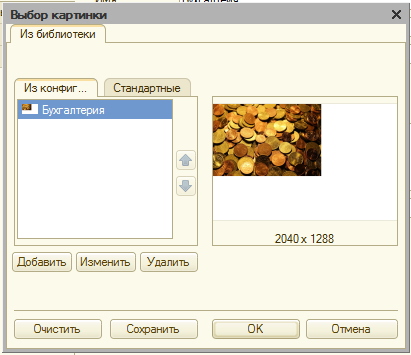 Выбор картинки
Из библиотеки
Из конфиг... Стандартные
Бухгалтерия
2040 x 1288
Добавить Изменить Удалить
Очистить Сохранить OK Отмена